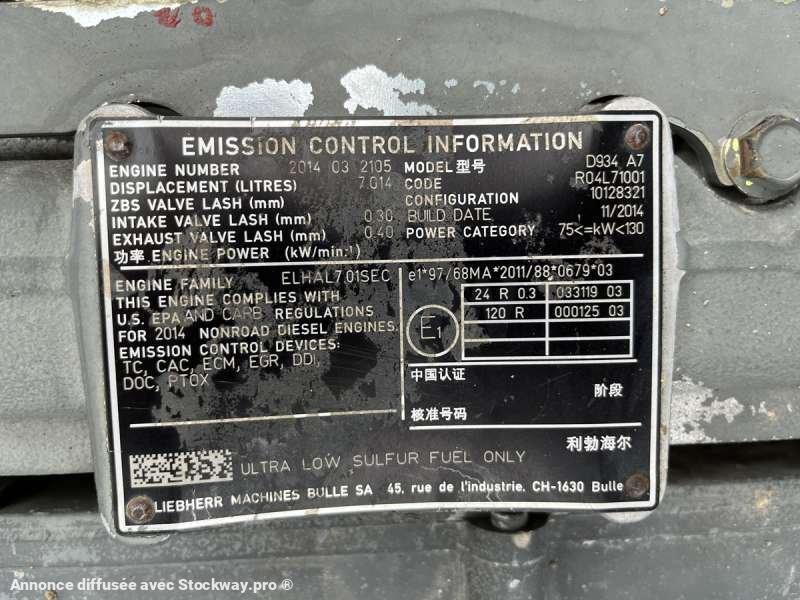 EMISSION CONTROL INFORMATION
ENGINE NUMBER 2014 03 2105
DISPLACEMENT (LITRES) 7.014
ZBS VALVE LASH (mm)
INTAKE VALVE LASH (mm) 0.30
EXHAUST VALVE LASH (mm) 0.40
功率 ENGINE POWER (kW/min⁻¹)
MODEL型号 D934 A7
CODE R04L71001
CONFIGURATION 10128321
BUILD DATE 11/2014
POWER CATEGORY 75<=kW<130
ENGINE FAMILY ELHAL7.01SEC
THIS ENGINE COMPLIES WITH
U.S. EPA AND CARB REGULATIONS
FOR 2014 NONROAD DIESEL ENGINES.
EMISSION CONTROL DEVICES:
TC, CAC, ECM, EGR, DDI,
DOC, PTOX
e1*97/68MA*2011/88*0679*03
E1
24 R 0.3 033119 03
120 R 000125 03
中国认证
阶段
核准号码
利勃海尔
ULTRA LOW SULFUR FUEL ONLY
LIEBHERR MACHINES BULLE SA 45, rue de l'industrie, CH-1630 Bulle
Annonce diffusée avec Stockway.pro ®